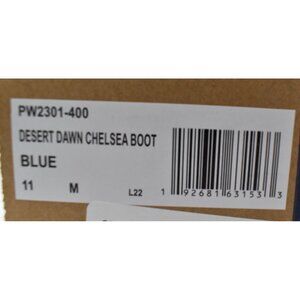 PW2301-400
DESERT DAWN CHELSEA BOOT
BLUE
11 M L22 1 92681 63153 3